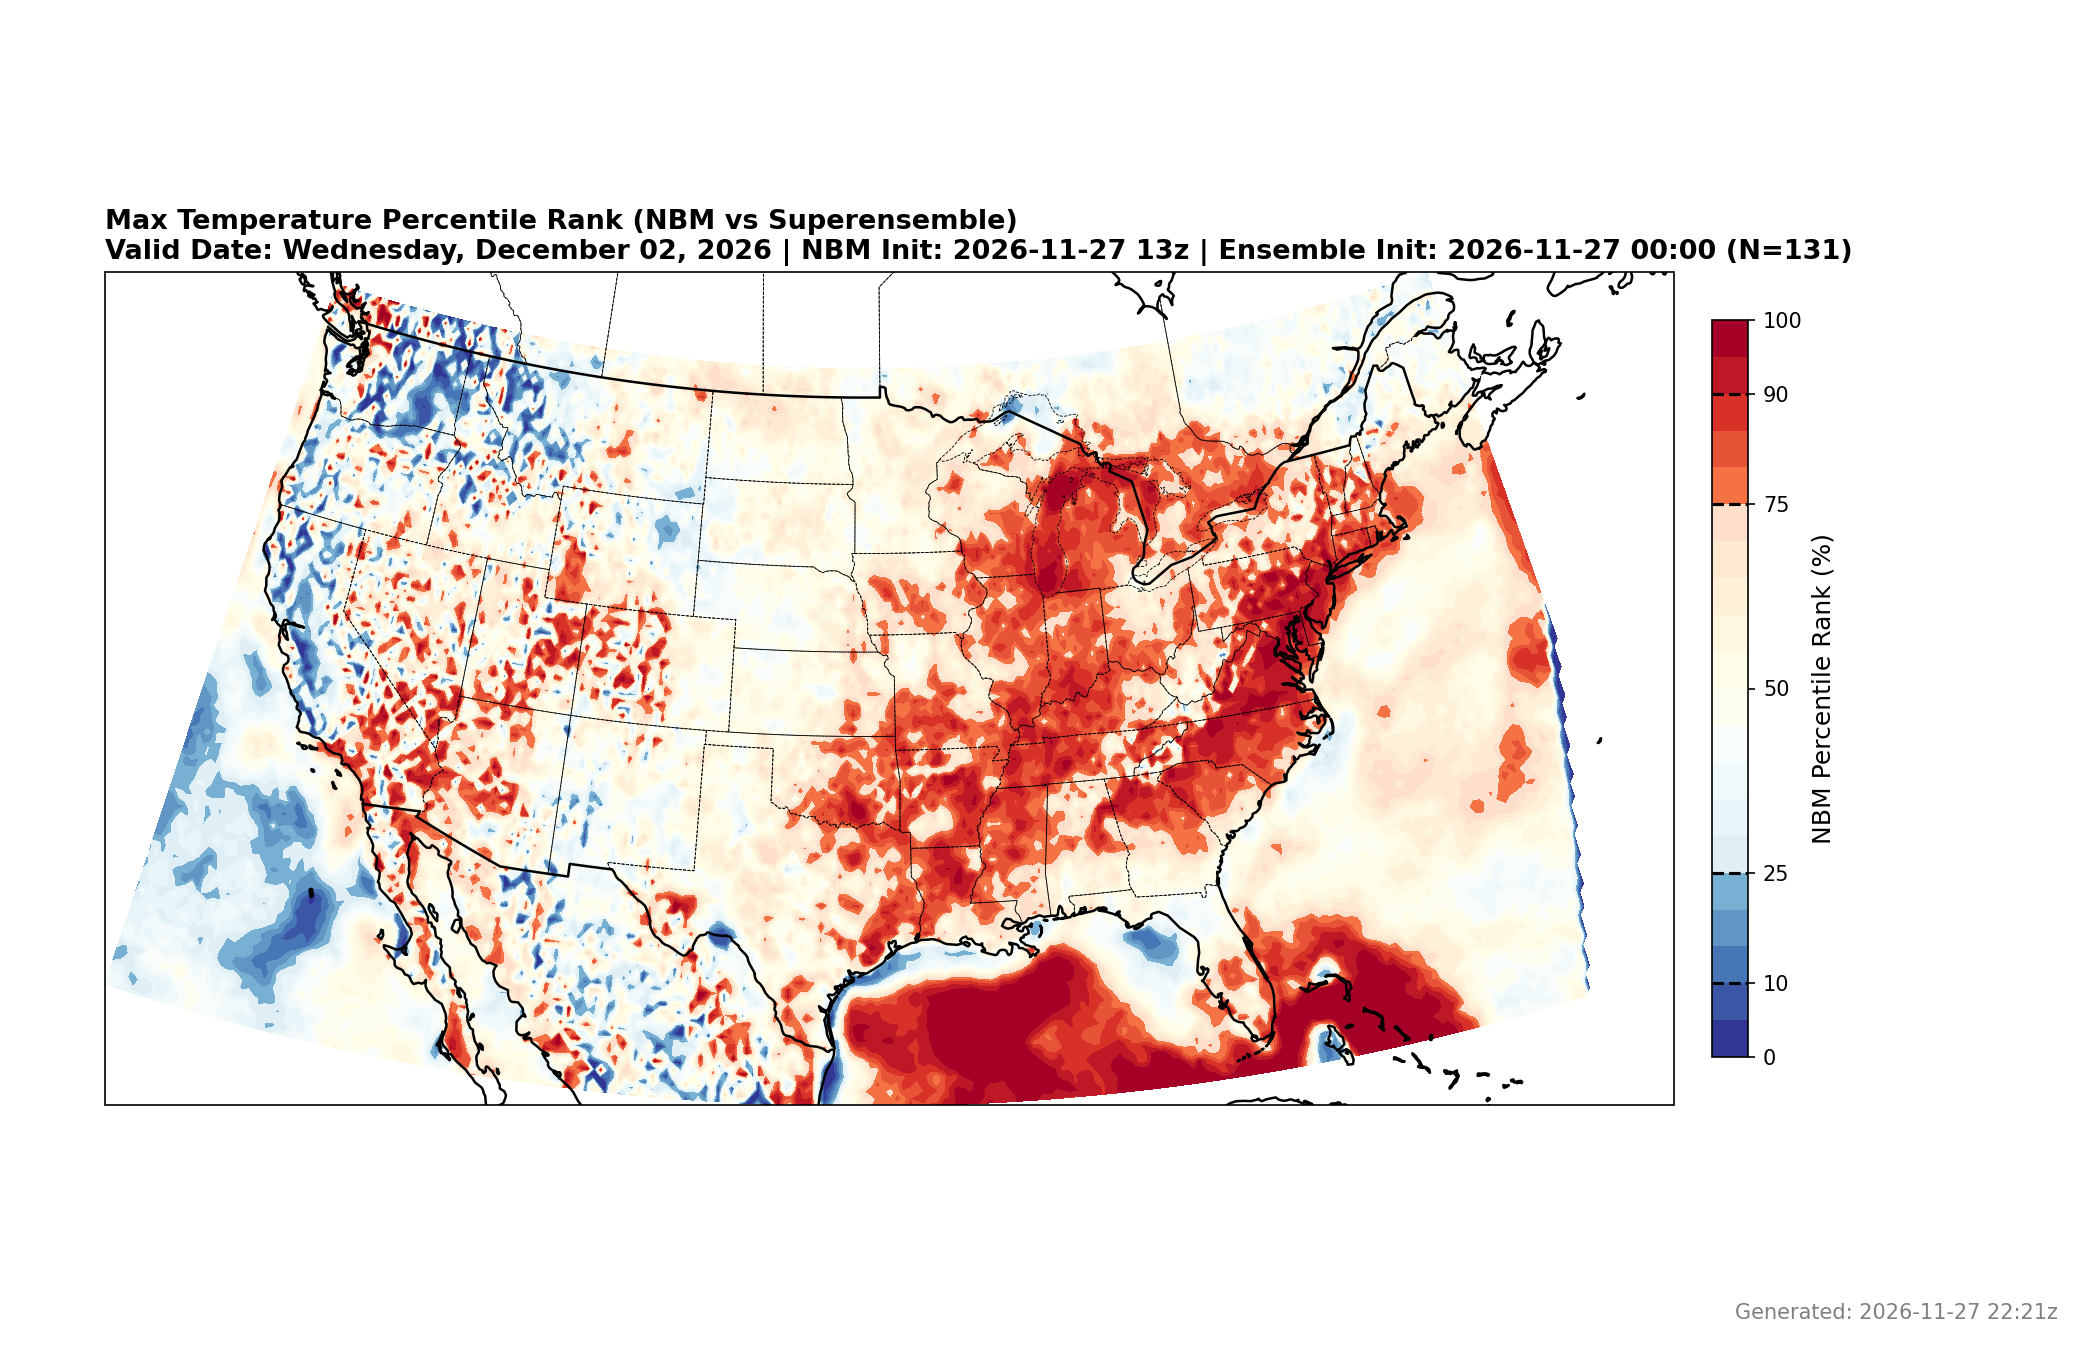 Max Temperature Percentile Rank (NBM vs Superensemble)
Valid Date: Wednesday, December 02, 2026 | NBM Init: 2026-11-27 13z | Ensemble Init: 2026-11-27 00:00 (N=131)
100
90
75
50
25
10
0
NBM Percentile Rank (%)
Generated: 2026-11-27 22:21z